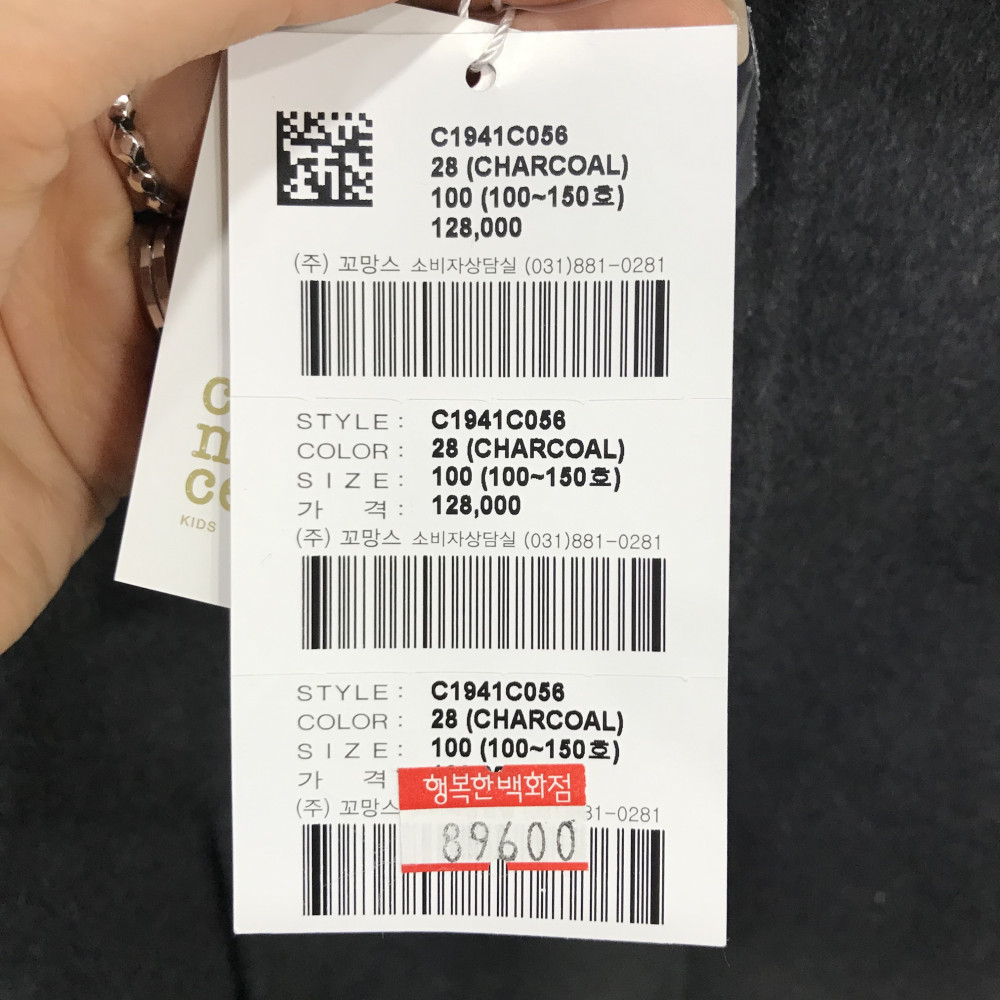 C1941C056
28 (CHARCOAL)
100 (100~150호)
128,000
(주) 꼬망스 소비자상담실 (031)881-0281
STYLE : C1941C056
COLOR : 28 (CHARCOAL)
SIZE : 100 (100~150호)
가 격 : 128,000
(주) 꼬망스 소비자상담실 (031)881-0281
STYLE : C1941C056
COLOR : 28 (CHARCOAL)
SIZE : 100 (100~150호)
가 격
행복한백화점
(주) 꼬망스 31-0281
89600
KIDS